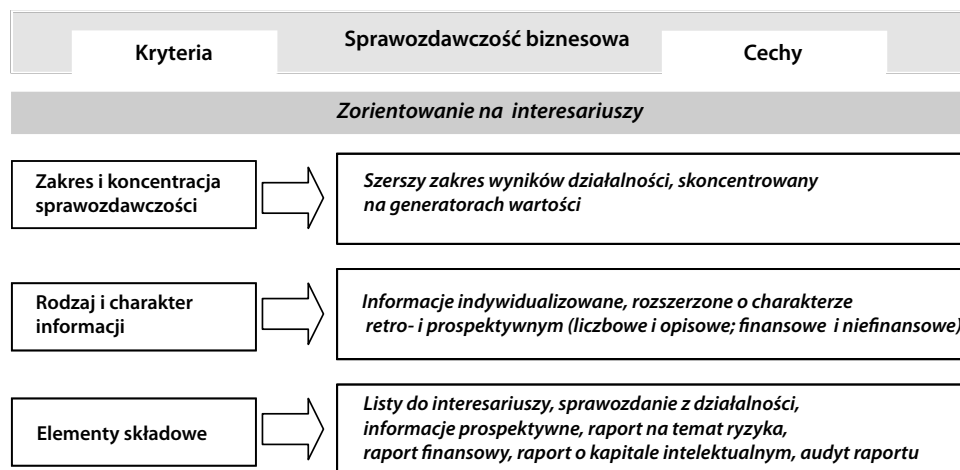 Sprawozdawczość biznesowa
Kryteria
Cechy
Zorientowanie na interesariuszy
Zakres i koncentracja
sprawozdawczości
Szerszy zakres wyników działalności, skoncentrowany
na generatorach wartości
Rodzaj i charakter
informacji
Informacje indywidualizowane, rozszerzone o charakterze
retro- i prospektywnym (liczbowe i opisowe; finansowe i niefinansowe)
Elementy składowe
Listy do interesariuszy, sprawozdanie z działalności,
informacje prospektywne, raport na temat ryzyka,
raport finansowy, raport o kapitale intelektualnym, audyt raportu